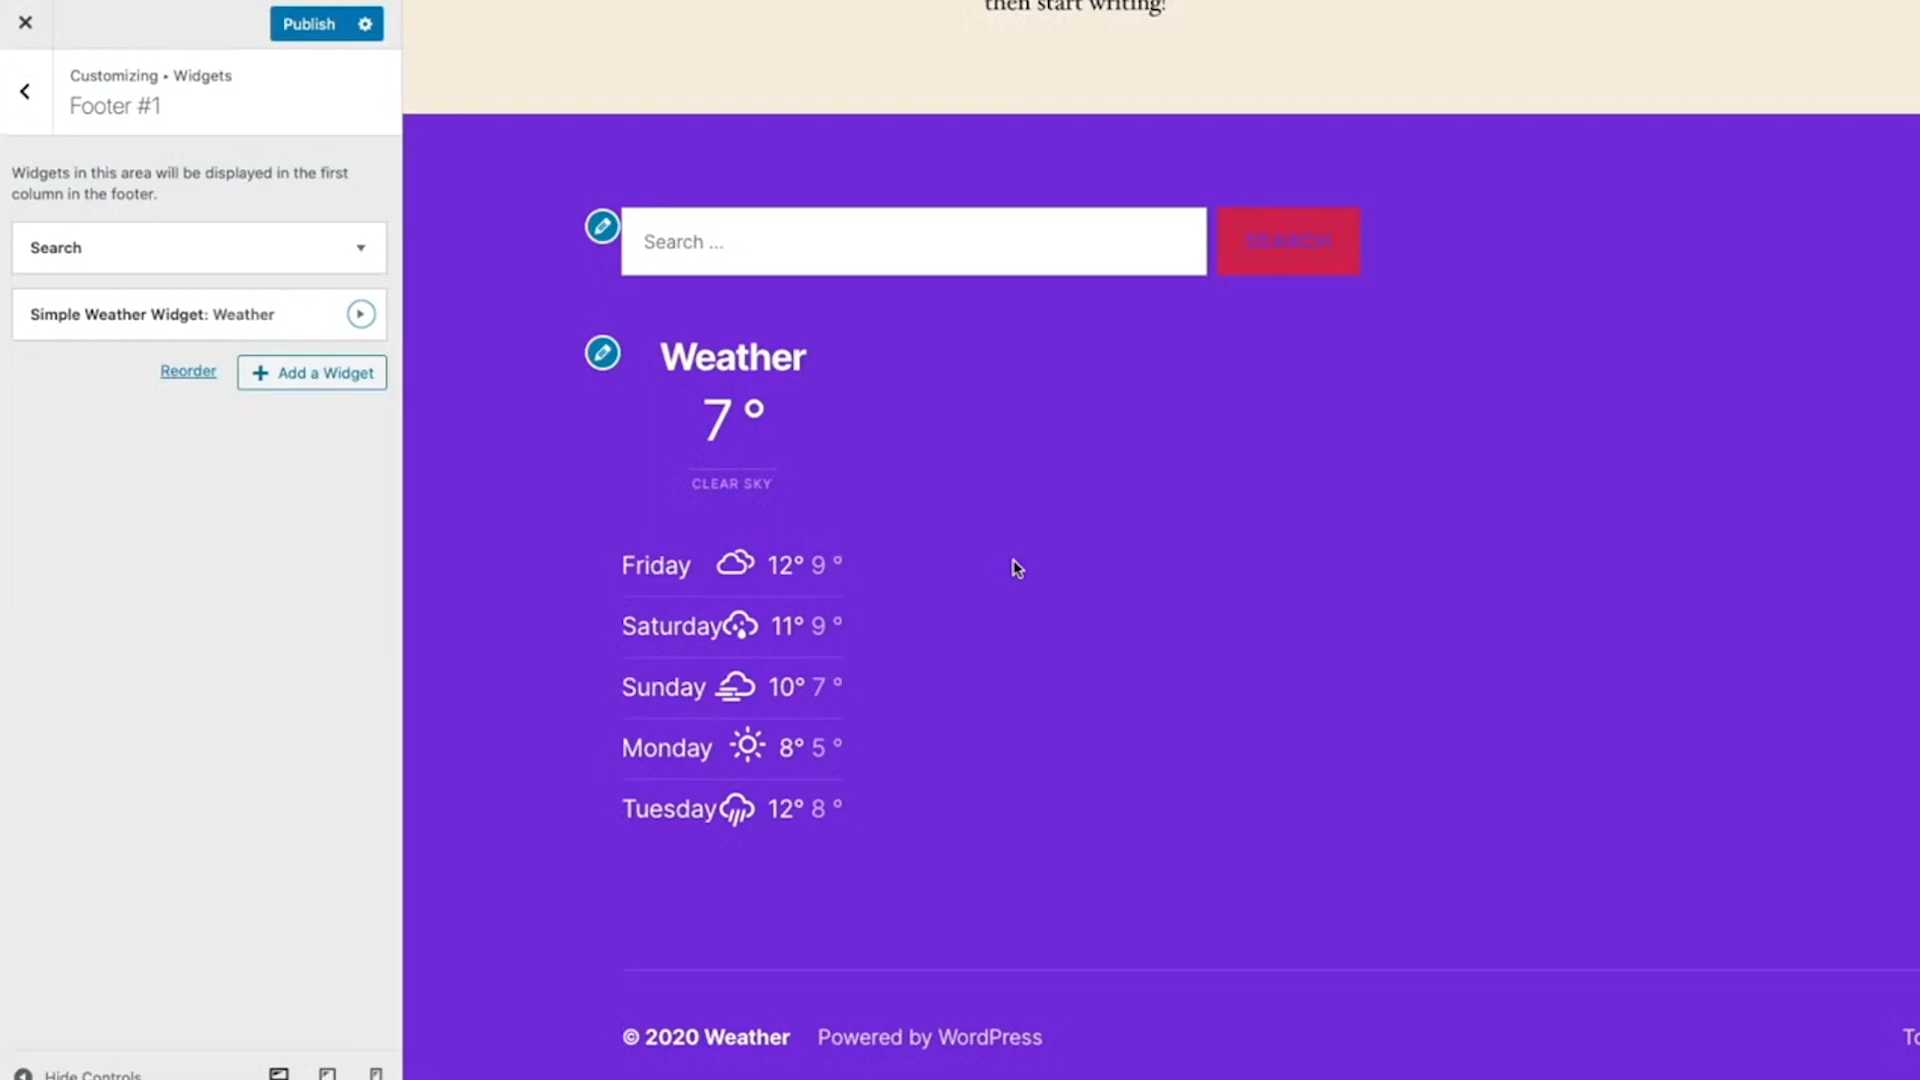 then start writing!
Publish
Customizing • Widgets
Footer #1
Widgets in this area will be displayed in the first
column in the footer.
Search
Simple Weather Widget: Weather
Reorder
Add a Widget
Hide Controls
Search ...
SEARCH
Weather
7 °
CLEAR SKY
Friday 12° 9 °
Saturday 11° 9 °
Sunday 10° 7 °
Monday 8° 5 °
Tuesday 12° 8 °
© 2020 Weather Powered by WordPress